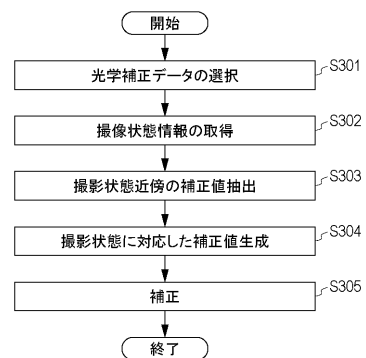 開始
光学補正データの選択
S301
撮像状態情報の取得
S302
撮影状態近傍の補正値抽出
S303
撮影状態に対応した補正値生成
S304
補正
S305
終了